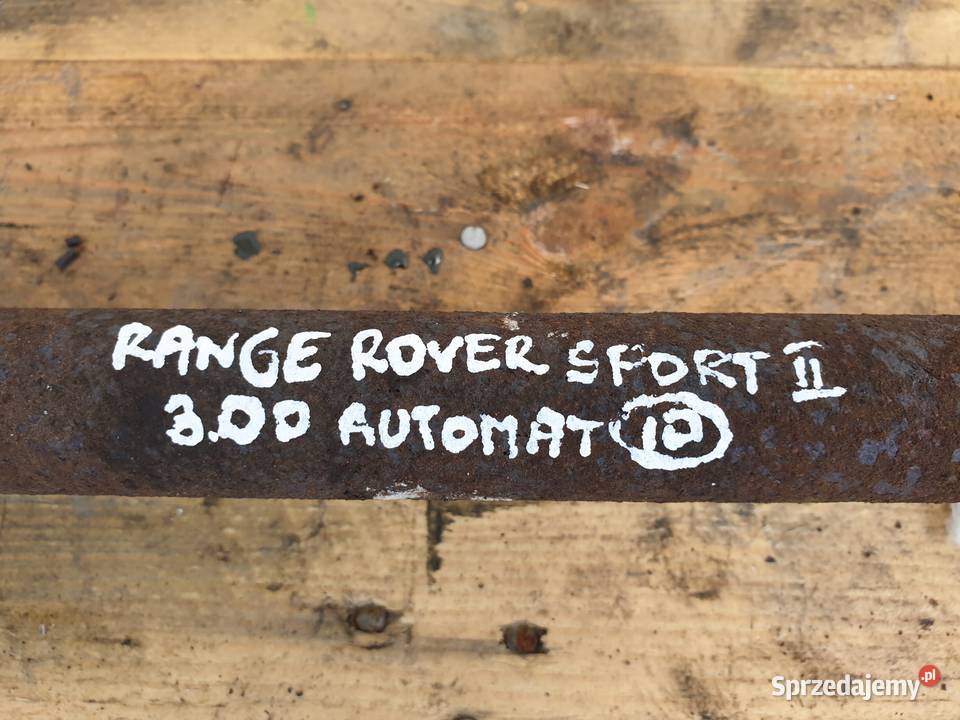 RANGE ROVER SPORT II
3.0D AUTOMAT 10
Sprzedajemy.pl